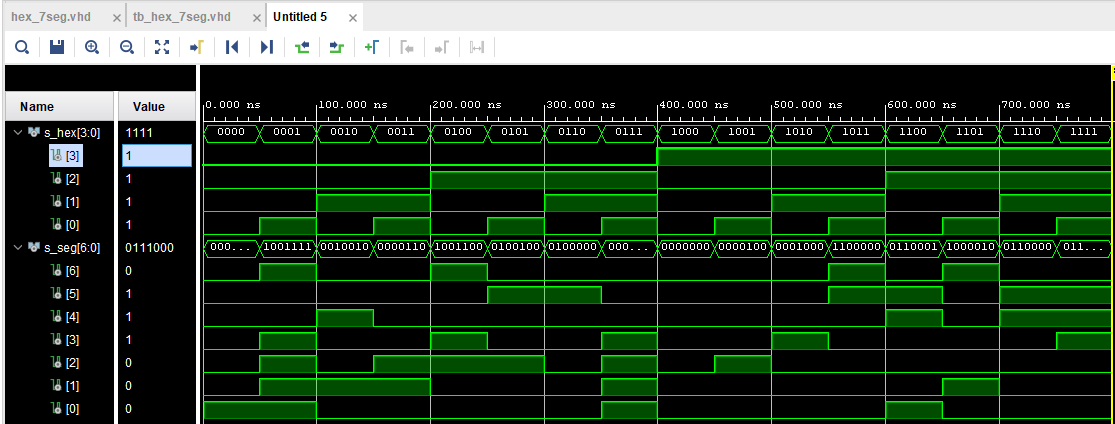 hex_7seg.vhd × tb_hex_7seg.vhd × Untitled 5 ×
Name Value
0.000 ns 100.000 ns 200.000 ns 300.000 ns 400.000 ns 500.000 ns 600.000 ns 700.000 ns
s_hex[3:0] 1111 0000 0001 0010 0011 0100 0101 0110 0111 1000 1001 1010 1011 1100 1101 1110 1111
[3] 1
[2] 1
[1] 1
[0] 1
s_seg[6:0] 0111000 000... 1001111 0010010 0000110 1001100 0100100 0100000 000... 0000000 0000100 0001000 1100000 0110001 1000010 0110000 011...
[6] 0
[5] 1
[4] 1
[3] 1
[2] 0
[1] 0
[0] 0